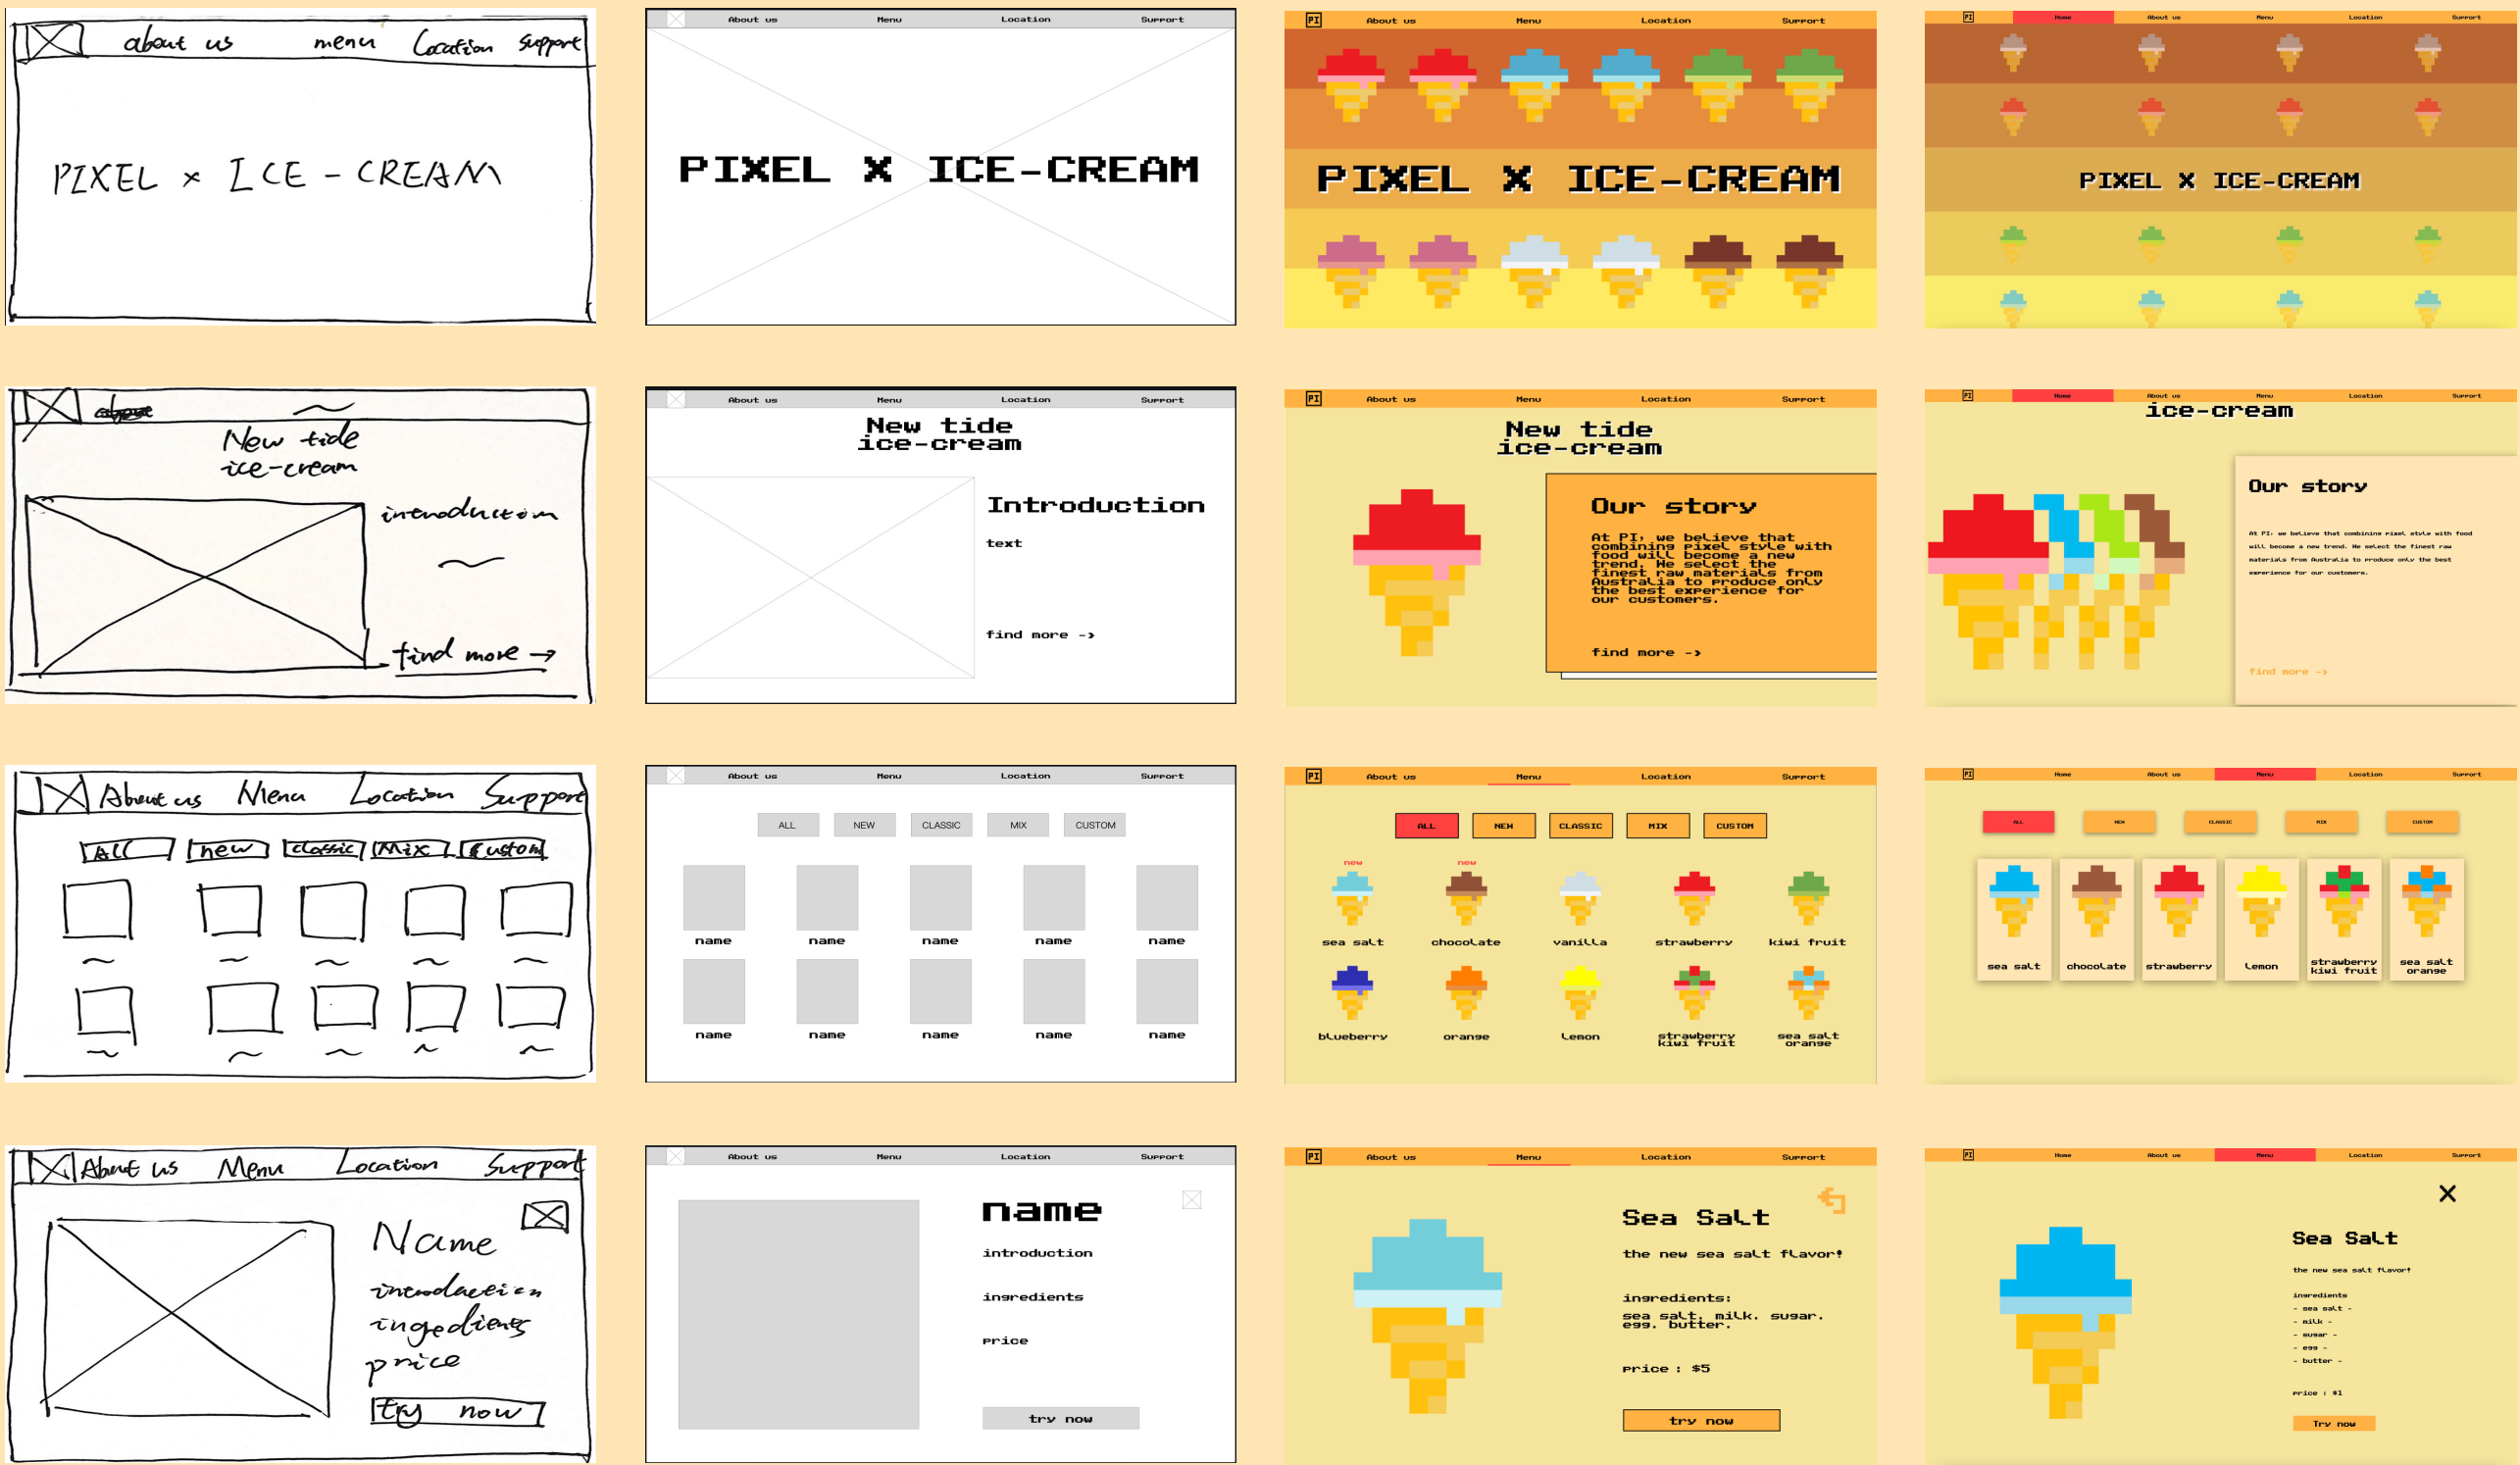 about us menu Location support
PIXEL × ICE - CREAM
About us Menu Location Support
PIXEL X ICE-CREAM
PI About us Menu Location Support
PIXEL X ICE-CREAM
PI Home About us Menu Location Support
PIXEL X ICE-CREAM
New tide
ice-cream
introduction
find more →
About us Menu Location Support
New tide
ice-cream
Introduction
text
find more ->
PI About us Menu Location Support
New tide
ice-cream
Our story
At PI, we believe that
combining pixel style with
food will become a new
trend. We select the
finest raw materials from
Australia to produce only
the best experience for
our customers.
find more ->
PI Home About us Menu Location Support
ice-cream
Our story
At PI, we believe that combining pixel style with food
will become a new trend. We select the finest raw
materials from Australia to produce only the best
experience for our customers.
find more ->
About us Menu Location Support
All new classic Mix Custom
About us Menu Location Support
ALL NEW CLASSIC MIX CUSTOM
name name name name name
name name name name name
PI About us Menu Location Support
ALL NEW CLASSIC MIX CUSTOM
new new
sea salt chocolate vanilla strawberry kiwi fruit
blueberry orange lemon strawberry sea salt
kiwi fruit orange
PI Home About us Menu Location Support
ALL NEW CLASSIC MIX CUSTOM
sea salt chocolate strawberry lemon strawberry sea salt
kiwi fruit orange
About us Menu Location Support
Name
introduction
ingedients
price
try now
About us Menu Location Support
name
introduction
ingredients
price
try now
PI About us Menu Location Support
Sea Salt
the new sea salt flavor!
ingredients:
sea salt. milk. sugar.
egg. butter.
price : $5
try now
PI Home About us Menu Location Support
Sea Salt
the new sea salt flavor!
ingredients
- sea salt -
- milk -
- sugar -
- egg -
- butter -
price : $1
Try now